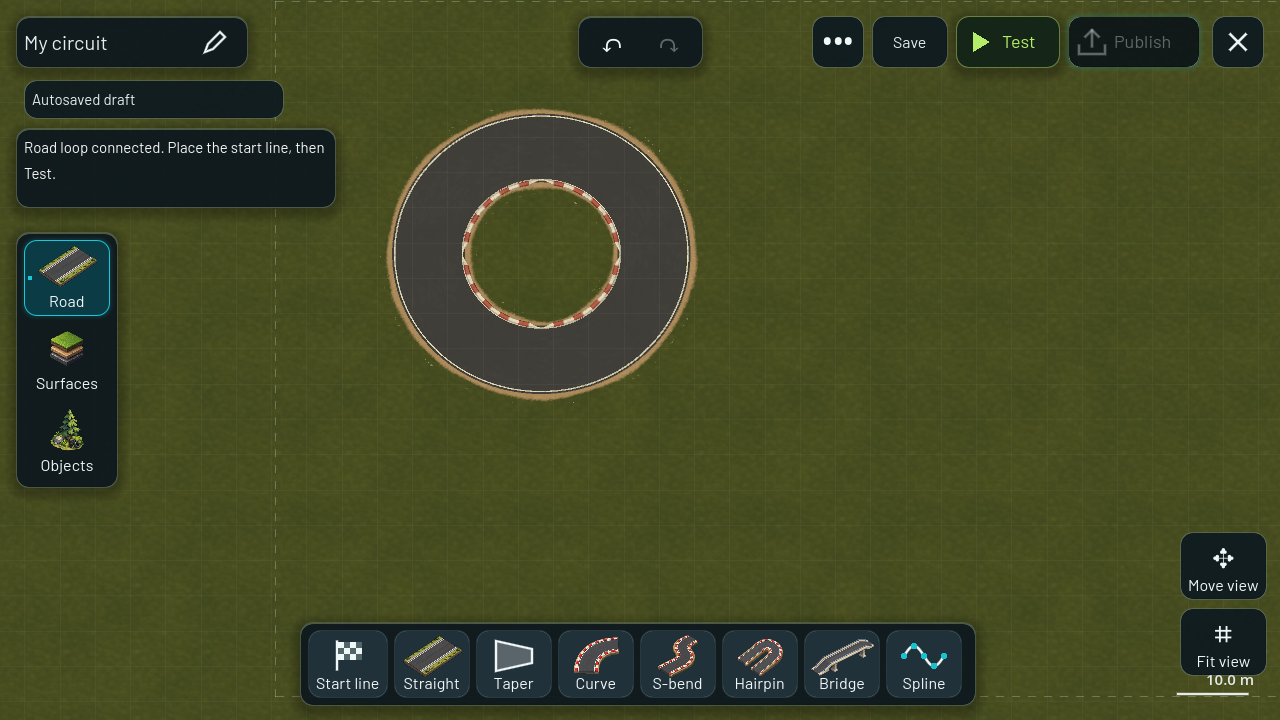 My circuit
Save
Test
Publish
Autosaved draft
Road loop connected. Place the start line, then
Test.
Road
Surfaces
Objects
Move view
Fit view
10.0 m
Start line
Straight
Taper
Curve
S-bend
Hairpin
Bridge
Spline